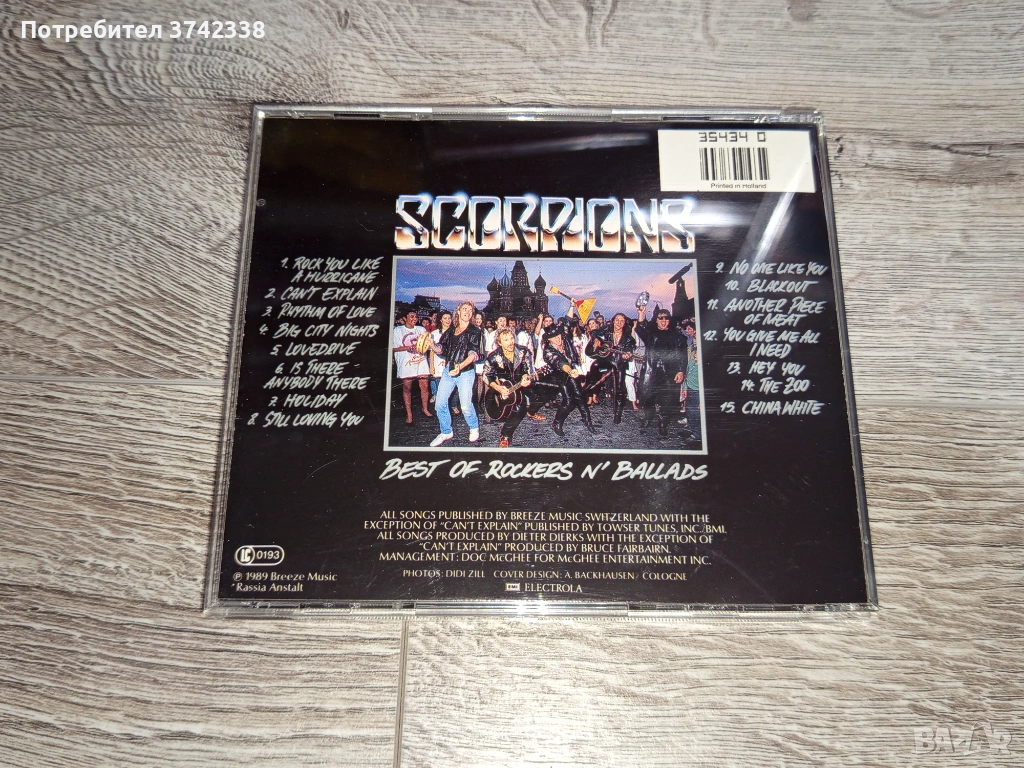 Потребител 3742338
35434 0
Printed in Holland
SCORPIONS
1. ROCK YOU LIKE
A HURRICANE
2. CAN'T EXPLAIN
3. RHYTHM OF LOVE
4. BIG CITY NIGHTS
5. LOVEDRIVE
6. IS THERE
ANYBODY THERE
7. HOLIDAY
8. STILL LOVING YOU
9. NO ONE LIKE YOU
10. BLACKOUT
11. ANOTHER PIECE
OF MEAT
12. YOU GIVE ME ALL
I NEED
13. HEY YOU
14. THE ZOO
15. CHINA WHITE
BEST OF ROCKERS N' BALLADS
ALL SONGS PUBLISHED BY BREEZE MUSIC SWITZERLAND WITH THE
EXCEPTION OF "CAN'T EXPLAIN" PUBLISHED BY TOWSER TUNES, INC./BMI.
ALL SONGS PRODUCED BY DIETER DIERKS WITH THE EXCEPTION OF
"CAN'T EXPLAIN" PRODUCED BY BRUCE FAIRBAIRN.
MANAGEMENT: DOC McGHEE FOR McGHEE ENTERTAINMENT INC.
PHOTOS: DIDI ZILL COVER DESIGN: A. BACKHAUSEN / COLOGNE
EMI ELECTROLA
LC 0193
℗ 1989 Breeze Music
*Rassia Anstalt
BAZAR